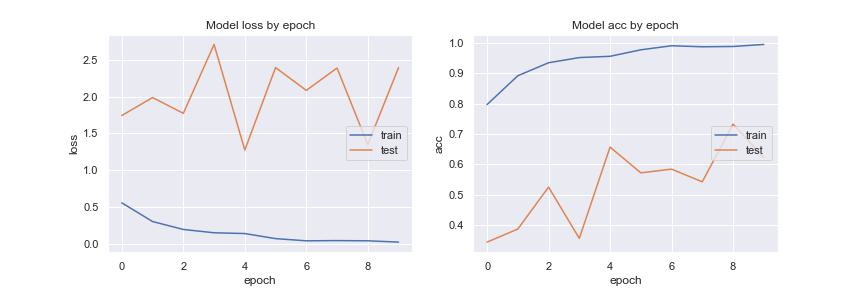 Model loss by epoch
2.5
2.0
1.5
1.0
0.5
0.0
loss
0 2 4 6 8
epoch
train
test
Model acc by epoch
1.0
0.9
0.8
0.7
0.6
0.5
0.4
acc
0 2 4 6 8
epoch
train
test